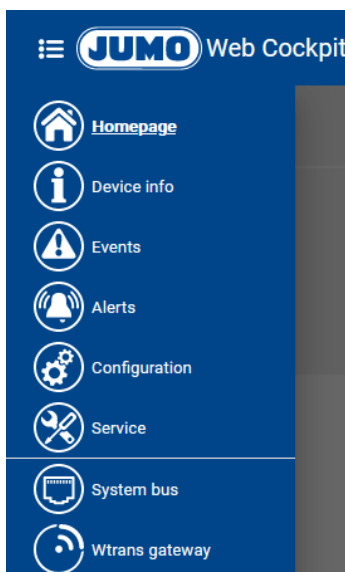 JUMO Web Cockpit
Homepage
Device info
Events
Alerts
Configuration
Service
System bus
Wtrans gateway